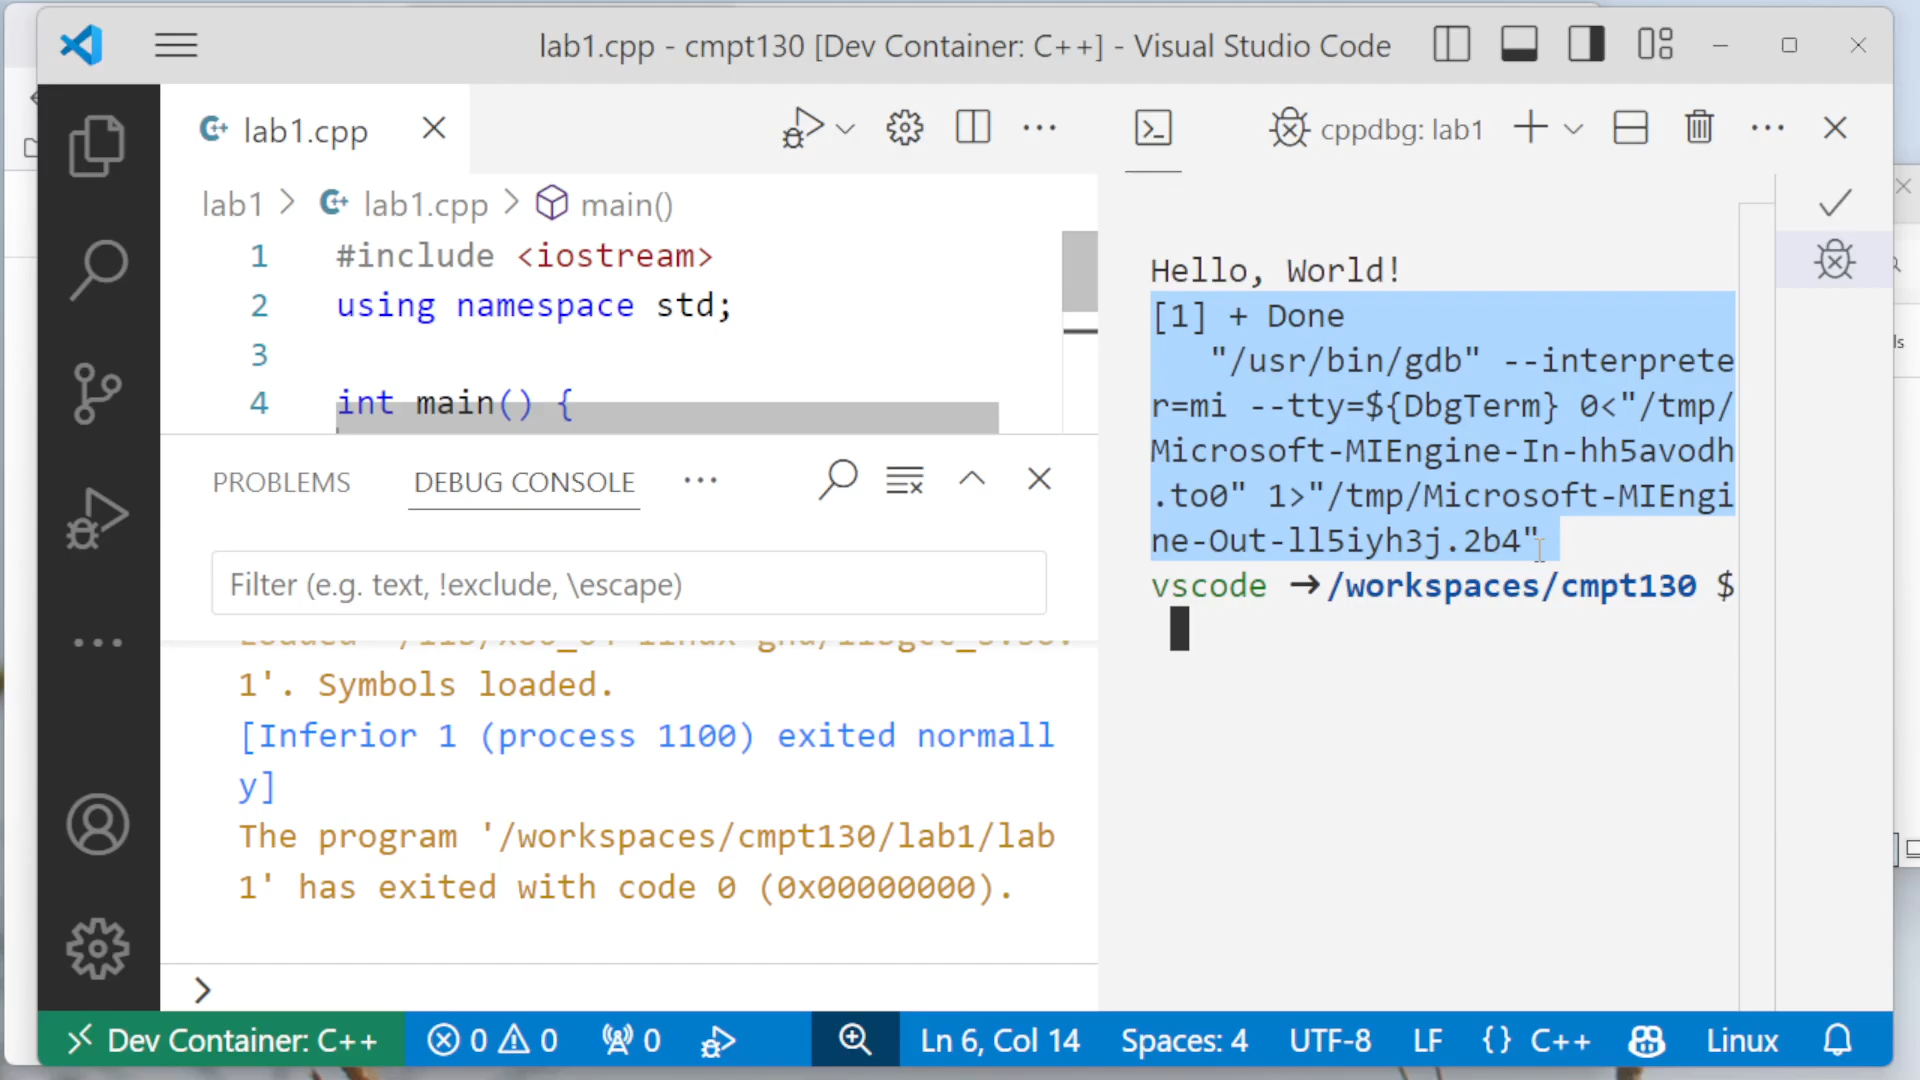 lab1.cpp - cmpt130 [Dev Container: C++] - Visual Studio Code
lab1.cpp
cppdbg: lab1
lab1 > lab1.cpp > main()
1 #include <iostream>
2 using namespace std;
3
4 int main() {
PROBLEMS DEBUG CONSOLE
Filter (e.g. text, !exclude, \escape)
1'. Symbols loaded.
[Inferior 1 (process 1100) exited normall
y]
The program '/workspaces/cmpt130/lab1/lab
1' has exited with code 0 (0x00000000).
>
Hello, World!
[1] + Done
"/usr/bin/gdb" --interprete
r=mi --tty=${DbgTerm} 0<"/tmp/
Microsoft-MIEngine-In-hh5avodh
.to0" 1>"/tmp/Microsoft-MIEngi
ne-Out-ll5iyh3j.2b4"
vscode ➜ /workspaces/cmpt130 $
Dev Container: C++ 0 0 0 Ln 6, Col 14 Spaces: 4 UTF-8 LF {} C++ Linux